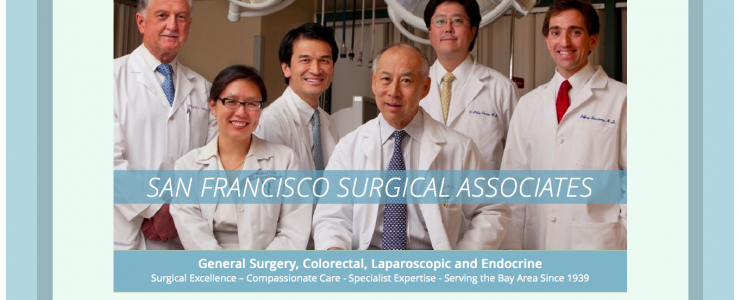 SAN FRANCISCO SURGICAL ASSOCIATES
General Surgery, Colorectal, Laparoscopic and Endocrine
Surgical Excellence – Compassionate Care - Specialist Expertise - Serving the Bay Area Since 1939